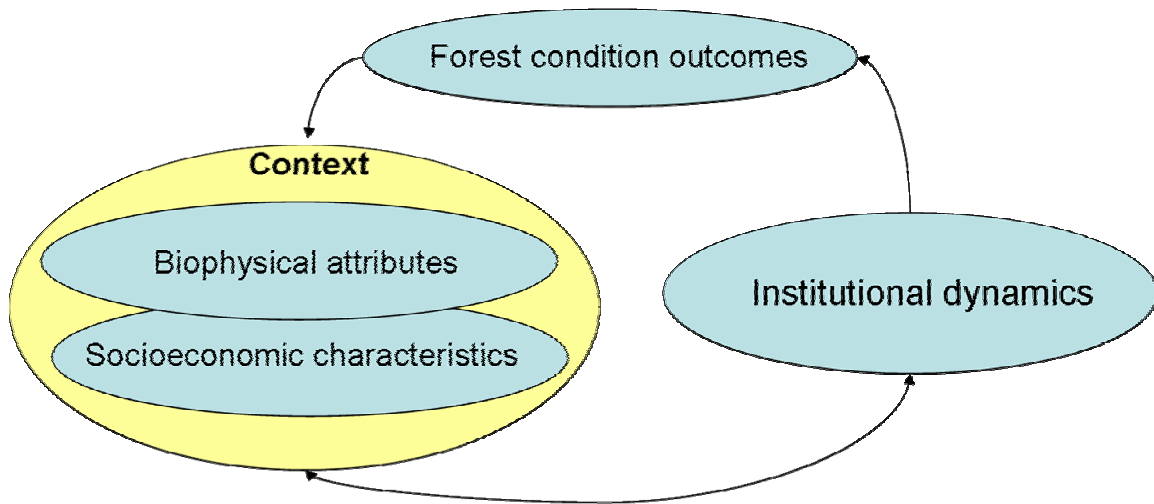 Forest condition outcomes
Context
Biophysical attributes
Institutional dynamics
Socioeconomic characteristics